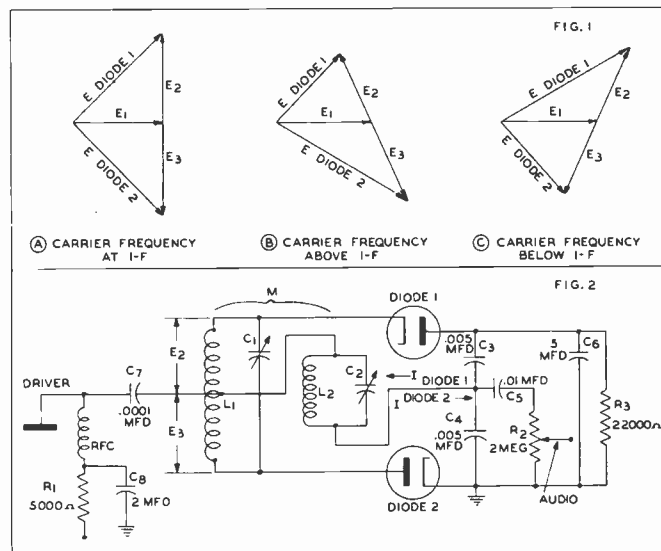 FIG. 1
E DIODE 1
E₂
E₁
E₃
E DIODE 2
E DIODE 1
E₂
E₁
E₃
E DIODE 2
E DIODE 1
E₂
E₁
E₃
E DIODE 2
Ⓐ CARRIER FREQUENCY
AT I-F
Ⓑ CARRIER FREQUENCY
ABOVE I-F
Ⓒ CARRIER FREQUENCY
BELOW I-F
FIG. 2
M
DIODE 1
E₂
C₁
C₇
DRIVER
.0001
MFD
L₁
L₂
C₂
I
DIODE 1
I
DIODE 2
.005
MFD
C₃
5
MFD
C₆
.01MFD
C₅
R₃
22000Ω
E₃
RFC
C₄
.005
MFD
R₂
2MEG
R₁
5000Ω
C₈
2 MFD
DIODE 2
AUDIO